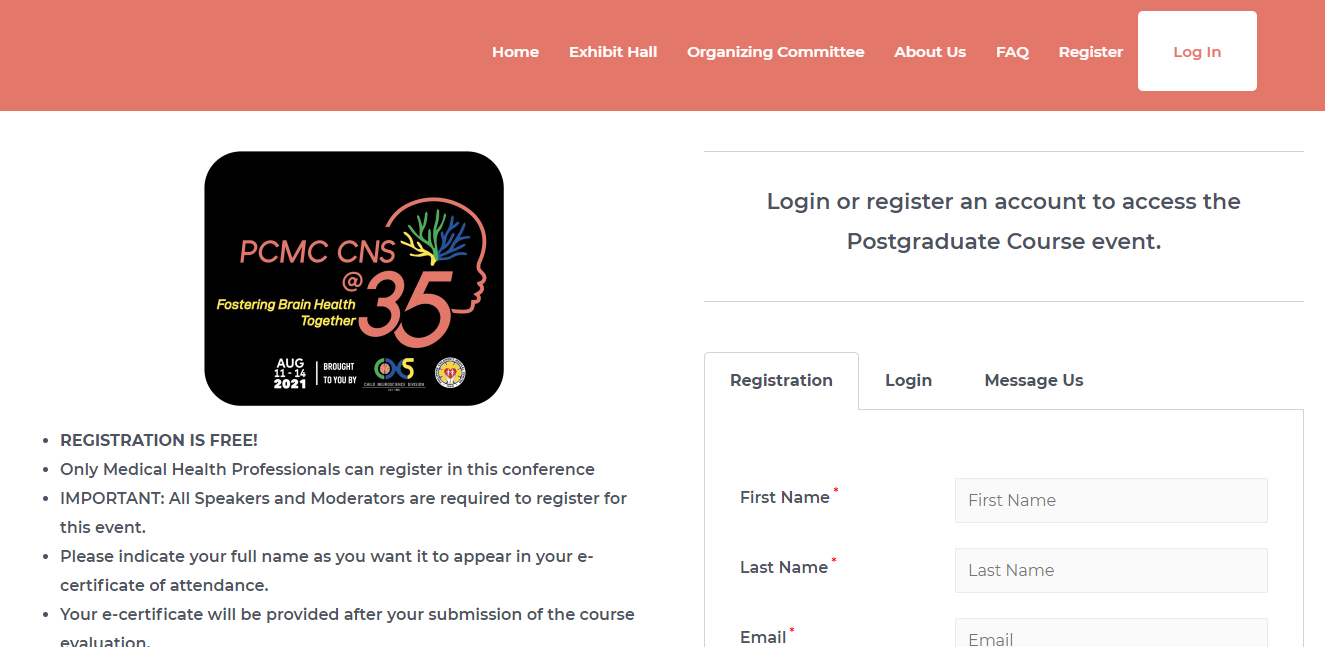 Home Exhibit Hall Organizing Committee About Us FAQ Register Log In
PCMC CNS
@35
Fostering Brain Health
Together
AUG
11 - 14
2021
BROUGHT
TO YOU BY
CNS
CHILD NEUROSCIENCE DIVISION
• REGISTRATION IS FREE!
• Only Medical Health Professionals can register in this conference
• IMPORTANT: All Speakers and Moderators are required to register for
this event.
• Please indicate your full name as you want it to appear in your e-
certificate of attendance.
• Your e-certificate will be provided after your submission of the course
evaluation.
Login or register an account to access the
Postgraduate Course event.
Registration Login Message Us
First Name * First Name
Last Name * Last Name
Email * Email